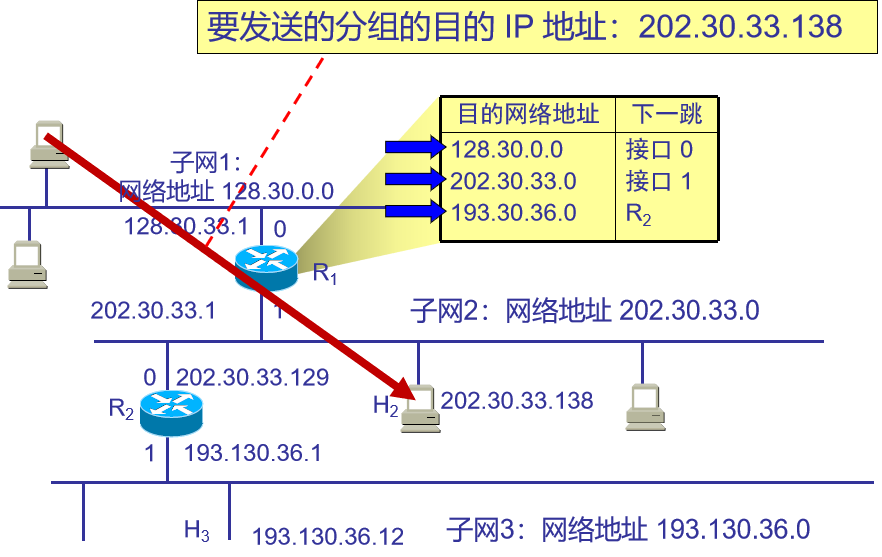 要发送的分组的目的 IP 地址：202.30.33.138
目的网络地址 下一跳
128.30.0.0 接口 0
202.30.33.0 接口 1
193.30.36.0 R2
子网1：
网络地址 128.30.0.0
128.30.33.1 0
R1
202.30.33.1 1
子网2：网络地址 202.30.33.0
0 202.30.33.129
R2
H2 202.30.33.138
1 193.130.36.1
H3 193.130.36.12
子网3：网络地址 193.130.36.0